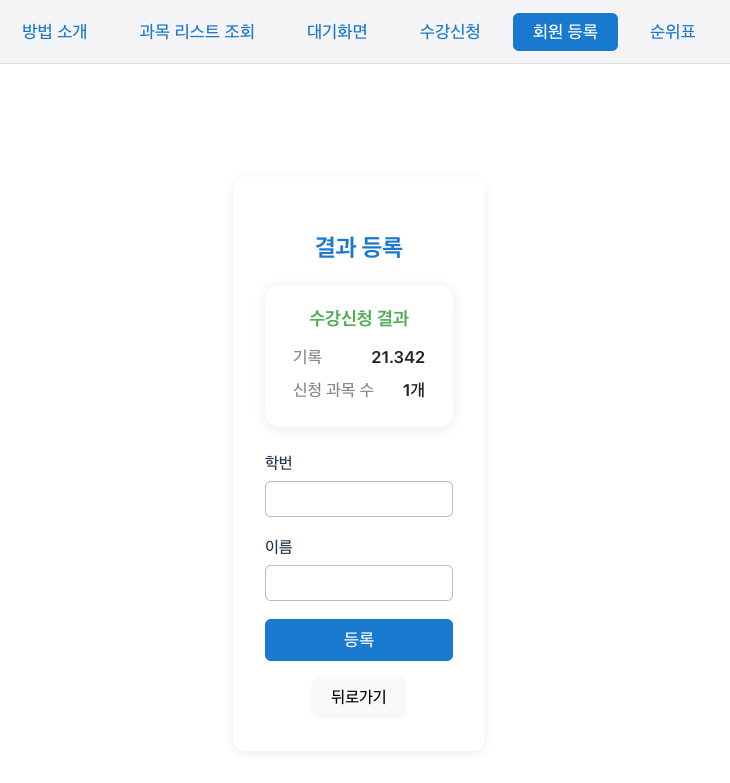 방법 소개 과목 리스트 조회 대기화면 수강신청 회원 등록 순위표
결과 등록
수강신청 결과
기록 21.342
신청 과목 수 1개
학번
이름
등록
뒤로가기